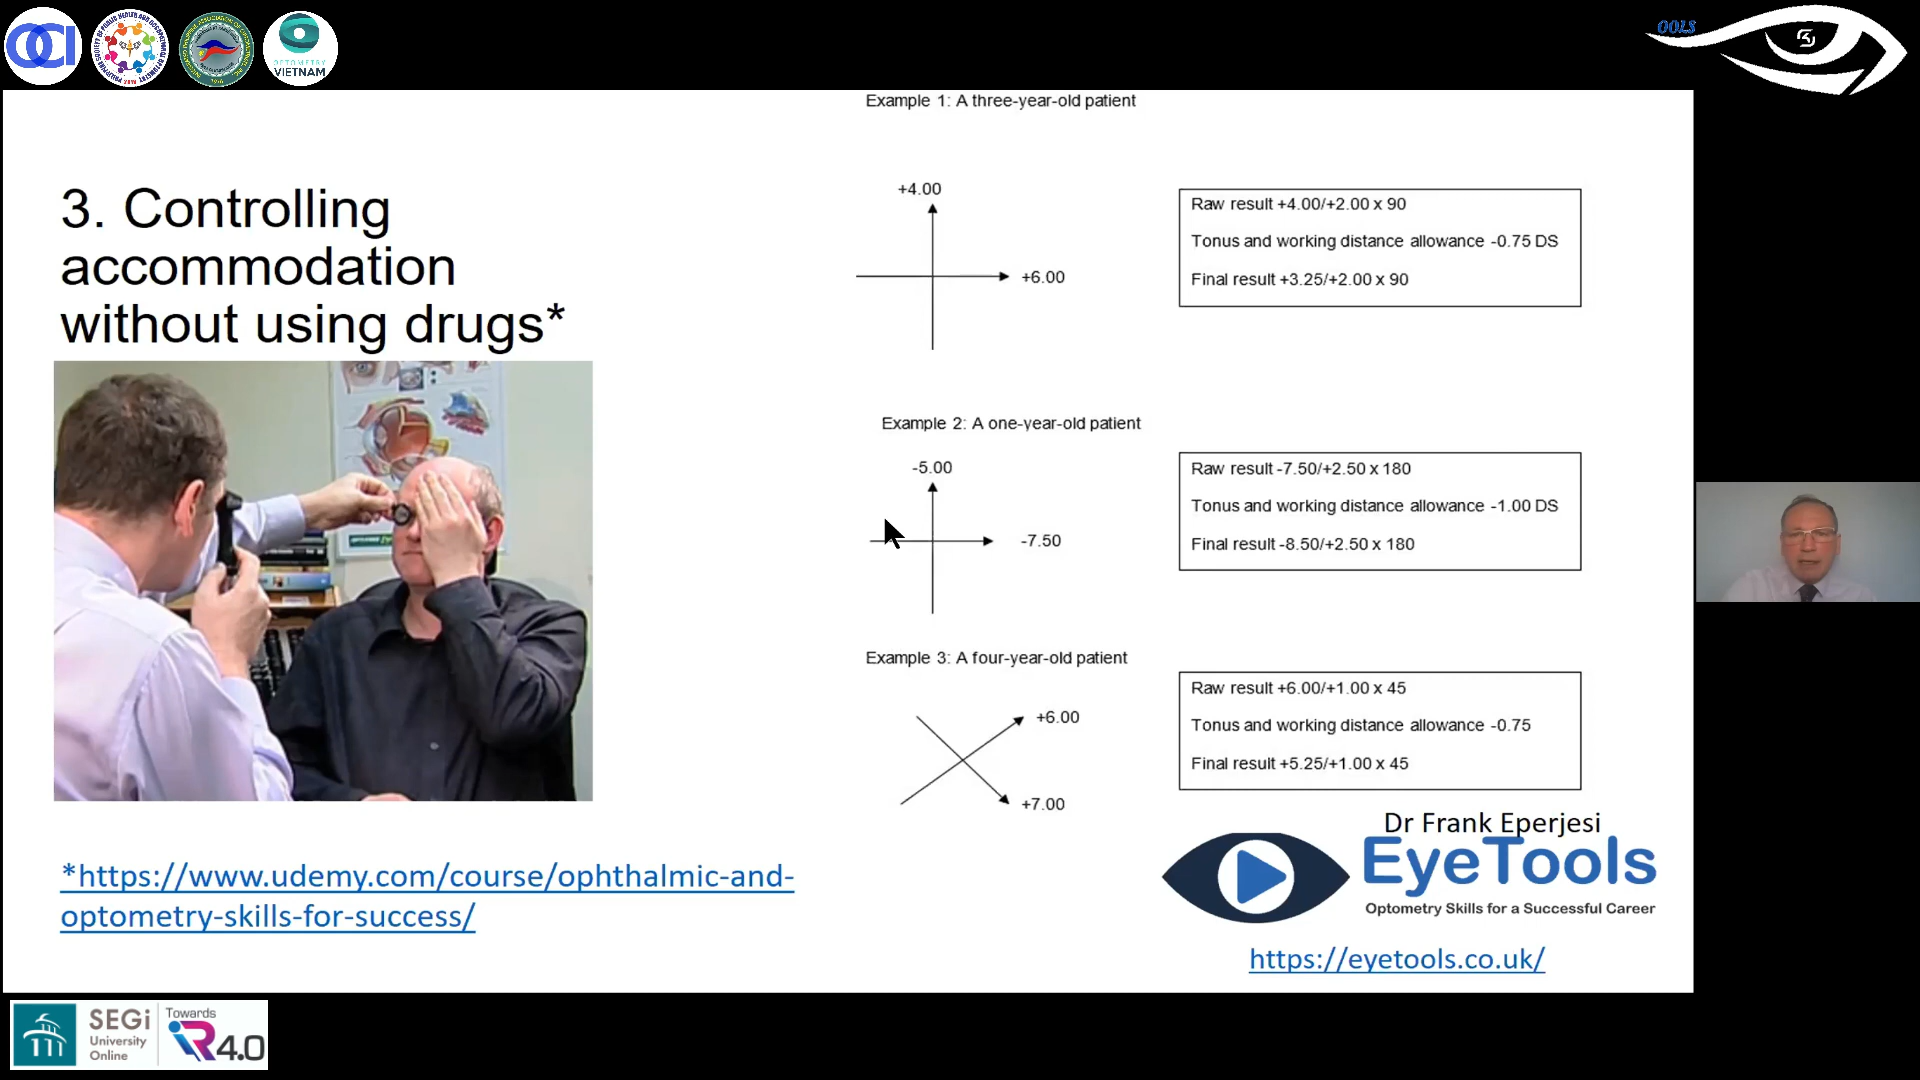 OCI
OPTOMETRY
VIETNAM
OOLS
3. Controlling
accommodation
without using drugs*
*https://www.udemy.com/course/ophthalmic-and-
optometry-skills-for-success/
Example 1: A three-year-old patient
+4.00
+6.00
Raw result +4.00/+2.00 x 90
Tonus and working distance allowance -0.75 DS
Final result +3.25/+2.00 x 90
Example 2: A one-year-old patient
-5.00
-7.50
Raw result -7.50/+2.50 x 180
Tonus and working distance allowance -1.00 DS
Final result -8.50/+2.50 x 180
Example 3: A four-year-old patient
+6.00
+7.00
Raw result +6.00/+1.00 x 45
Tonus and working distance allowance -0.75
Final result +5.25/+1.00 x 45
Dr Frank Eperjesi
EyeTools
Optometry Skills for a Successful Career
https://eyetools.co.uk/
SEGi
University
Online
Towards
iR4.0